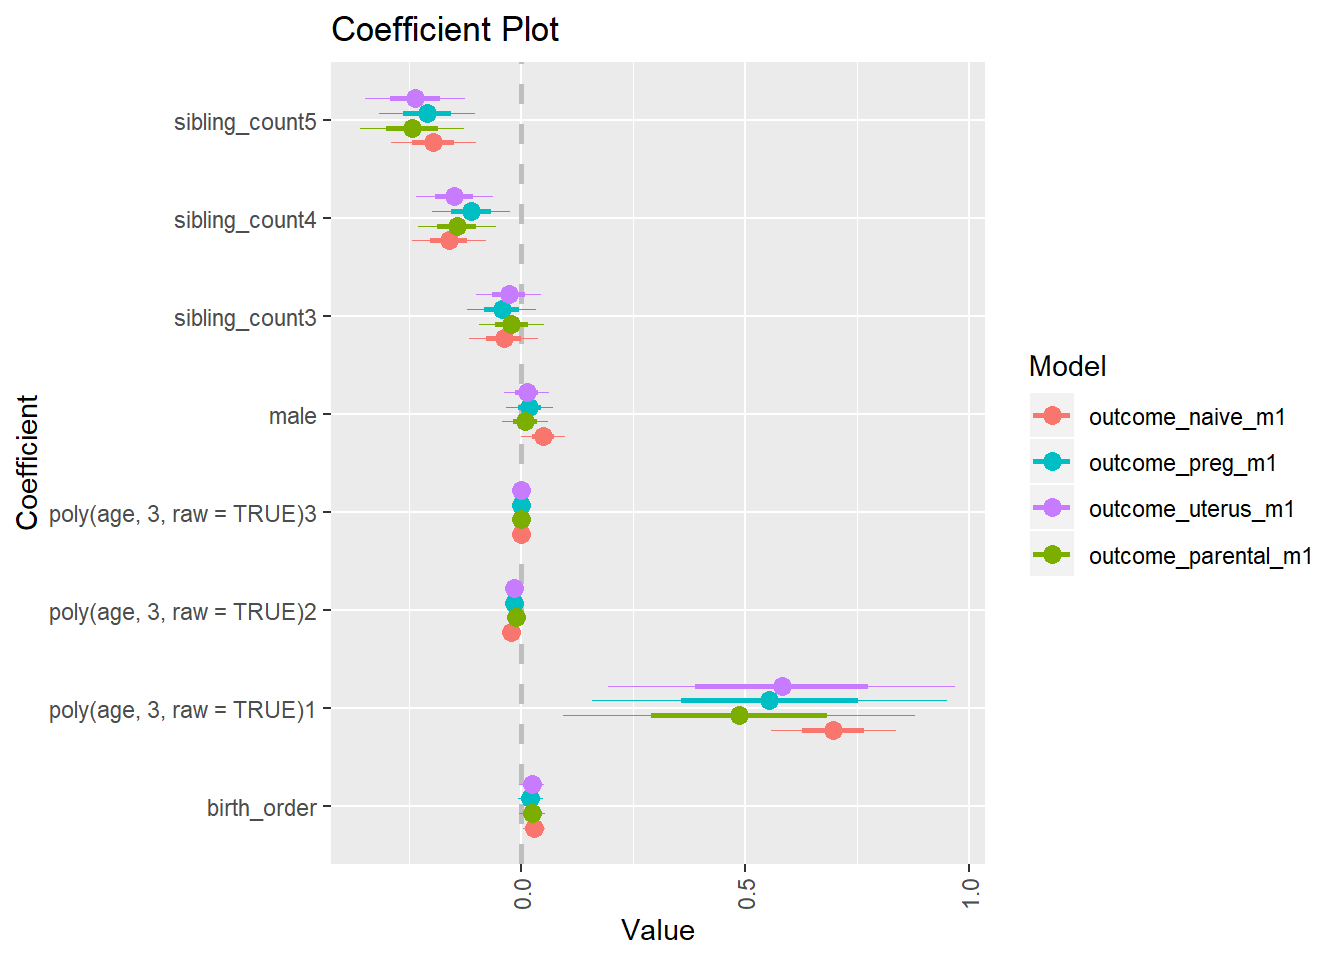 Coefficient Plot
Coefficient
sibling_count5
sibling_count4
sibling_count3
male
poly(age, 3, raw = TRUE)3
poly(age, 3, raw = TRUE)2
poly(age, 3, raw = TRUE)1
birth_order
0.0
0.5
1.0
Value
Model
outcome_naive_m1
outcome_preg_m1
outcome_uterus_m1
outcome_parental_m1